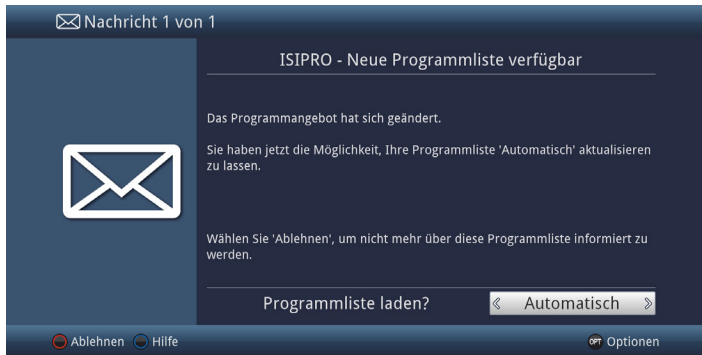 Nachricht 1 von 1
ISIPRO - Neue Programmliste verfügbar
Das Programmangebot hat sich geändert.
Sie haben jetzt die Möglichkeit, Ihre Programmliste 'Automatisch' aktualisieren
zu lassen.
Wählen Sie 'Ablehnen', um nicht mehr über diese Programmliste informiert zu
werden.
Programmliste laden? « Automatisch »
Ablehnen Hilfe OPT Optionen